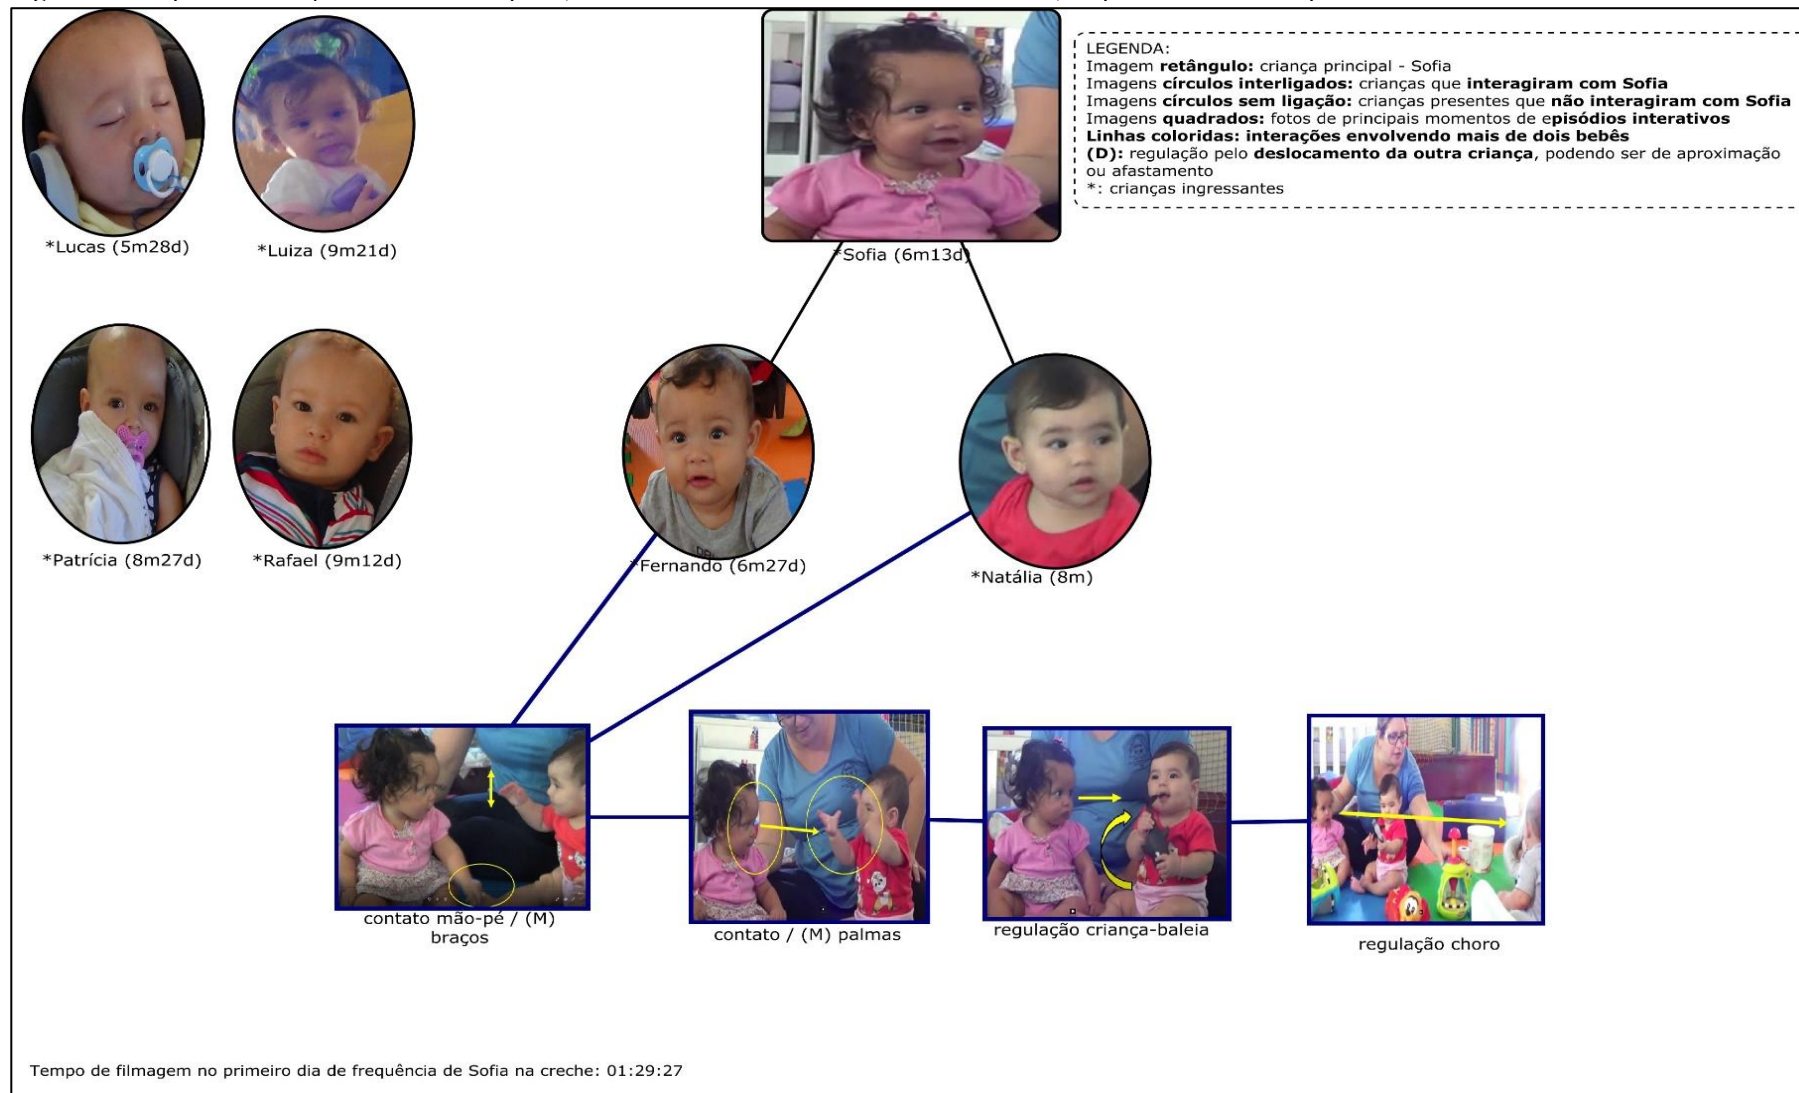 LEGENDA:
Imagem retângulo: criança principal - Sofia
Imagens círculos interligados: crianças que interagiram com Sofia
Imagens círculos sem ligação: crianças presentes que não interagiram com Sofia
Imagens quadrados: fotos de principais momentos de episódios interativos
Linhas coloridas: interações envolvendo mais de dois bebês
(D): regulação pelo deslocamento da outra criança, podendo ser de aproximação
ou afastamento
*: crianças ingressantes
*Lucas (5m28d)
*Luiza (9m21d)
*Sofia (6m13d)
*Patrícia (8m27d)
*Rafael (9m12d)
*Fernando (6m27d)
*Natália (8m)
contato mão-pé / (M)
braços
contato / (M) palmas
regulação criança-baleia
regulação choro
Tempo de filmagem no primeiro dia de frequência de Sofia na creche: 01:29:27